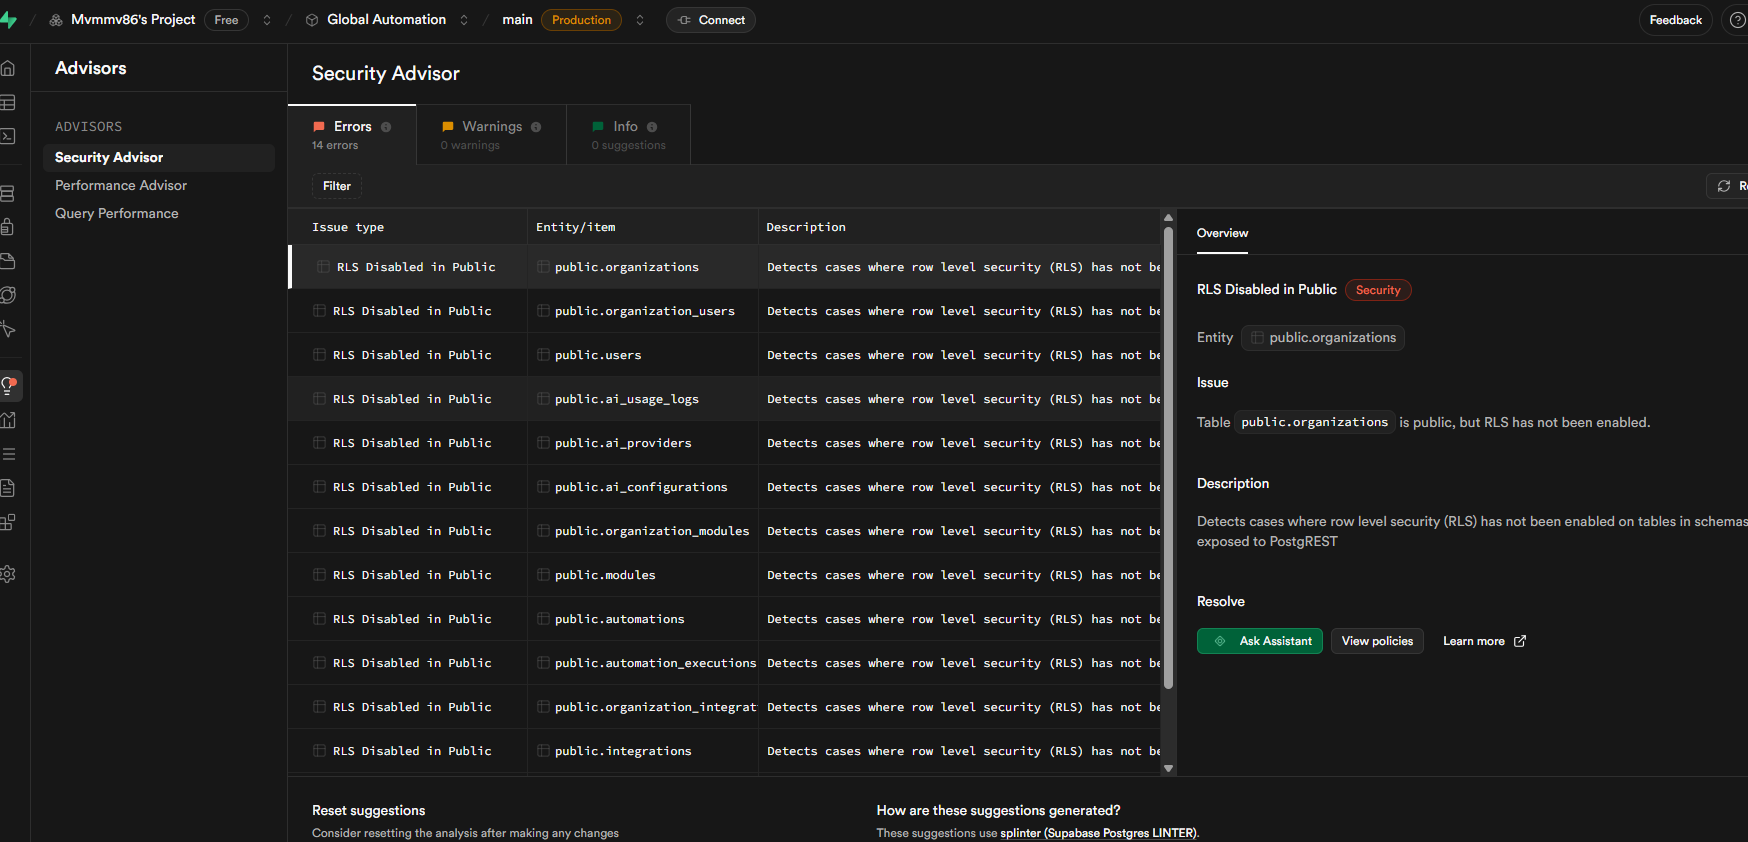 Mvmmv86's Project Free Global Automation main Production Connect Feedback
Advisors
ADVISORS
Security Advisor
Performance Advisor
Query Performance
Security Advisor
Errors
14 errors
Warnings
0 warnings
Info
0 suggestions
Filter
Issue type Entity/item Description
RLS Disabled in Public public.organizations Detects cases where row level security (RLS) has not be
RLS Disabled in Public public.organization_users Detects cases where row level security (RLS) has not be
RLS Disabled in Public public.users Detects cases where row level security (RLS) has not be
RLS Disabled in Public public.ai_usage_logs Detects cases where row level security (RLS) has not be
RLS Disabled in Public public.ai_providers Detects cases where row level security (RLS) has not be
RLS Disabled in Public public.ai_configurations Detects cases where row level security (RLS) has not be
RLS Disabled in Public public.organization_modules Detects cases where row level security (RLS) has not be
RLS Disabled in Public public.modules Detects cases where row level security (RLS) has not be
RLS Disabled in Public public.automations Detects cases where row level security (RLS) has not be
RLS Disabled in Public public.automation_executions Detects cases where row level security (RLS) has not be
RLS Disabled in Public public.organization_integrat Detects cases where row level security (RLS) has not be
RLS Disabled in Public public.integrations Detects cases where row level security (RLS) has not be
Overview
RLS Disabled in Public Security
Entity public.organizations
Issue
Table public.organizations is public, but RLS has not been enabled.
Description
Detects cases where row level security (RLS) has not been enabled on tables in schemas
exposed to PostgREST
Resolve
Ask Assistant View policies Learn more
Reset suggestions
Consider resetting the analysis after making any changes
How are these suggestions generated?
These suggestions use splinter (Supabase Postgres LINTER).